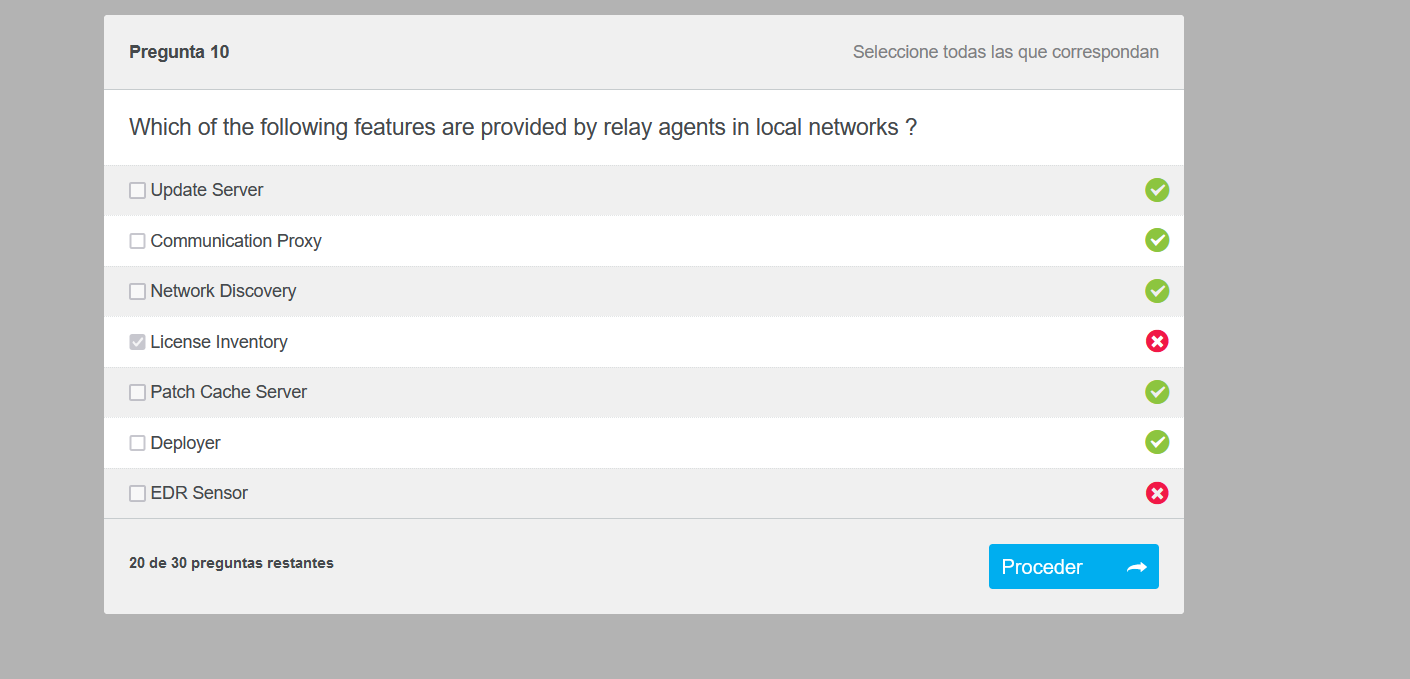 Pregunta 10
Seleccione todas las que correspondan
Which of the following features are provided by relay agents in local networks ?
Update Server
Communication Proxy
Network Discovery
License Inventory
Patch Cache Server
Deployer
EDR Sensor
20 de 30 preguntas restantes
Proceder